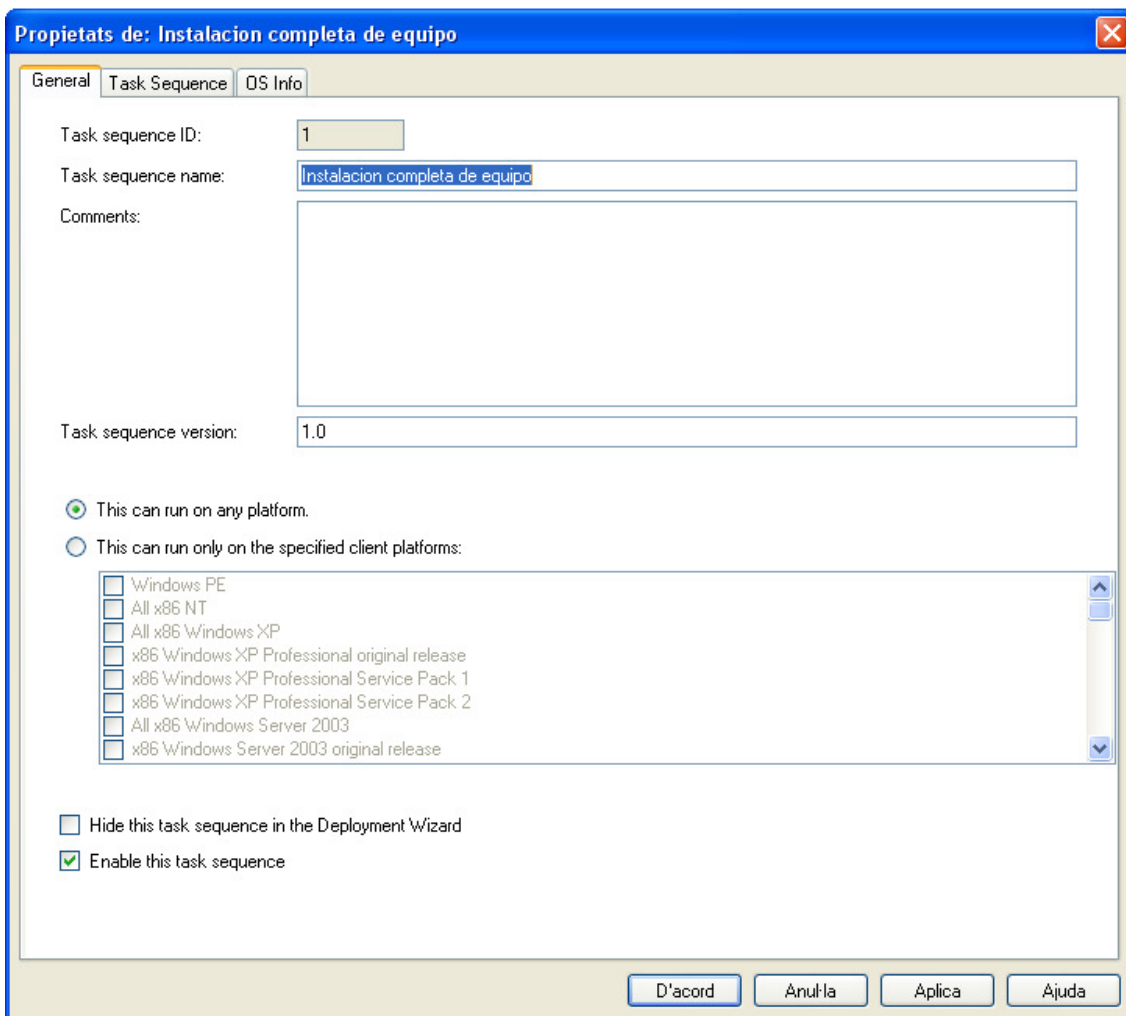 Propietats de: Instalacion completa de equipo
General Task Sequence OS Info
Task sequence ID: 1
Task sequence name: Instalacion completa de equipo
Comments:
Task sequence version: 1.0
This can run on any platform.
This can run only on the specified client platforms:
Windows PE
All x86 NT
All x86 Windows XP
x86 Windows XP Professional original release
x86 Windows XP Professional Service Pack 1
x86 Windows XP Professional Service Pack 2
All x86 Windows Server 2003
x86 Windows Server 2003 original release
Hide this task sequence in the Deployment Wizard
Enable this task sequence
D'acord Anul·la Aplica Ajuda